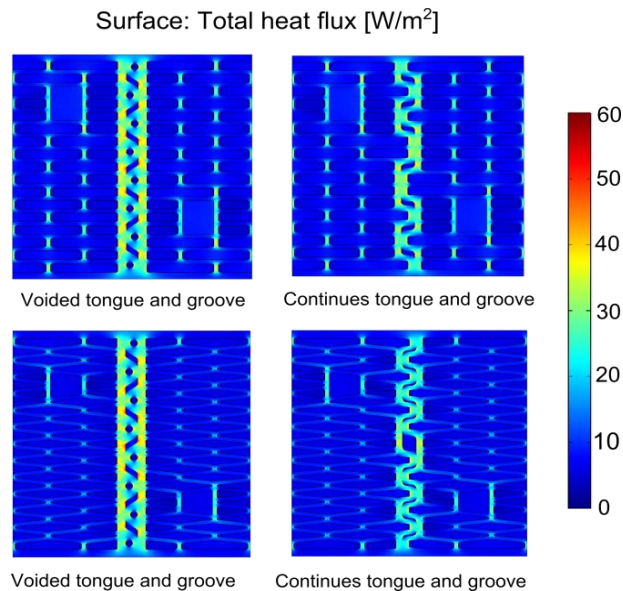 Surface: Total heat flux [W/m²]
Voided tongue and groove
Continues tongue and groove
Voided tongue and groove
Continues tongue and groove
60
50
40
30
20
10
0